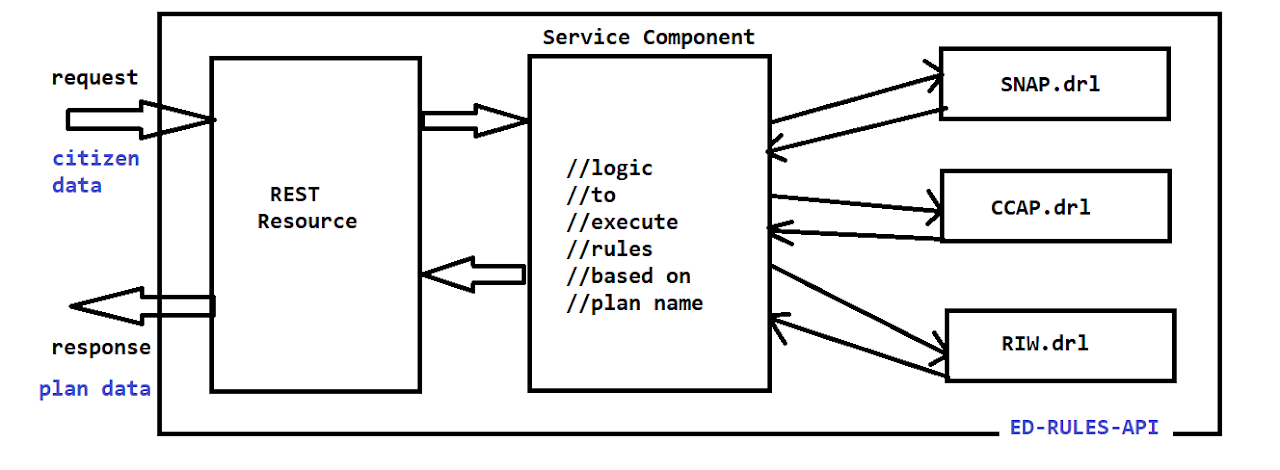 Service Component
request
citizen
data
REST
Resource
//logic
//to
//execute
//rules
//based on
//plan name
SNAP.drl
CCAP.drl
RIW.drl
response
plan data
ED-RULES-API